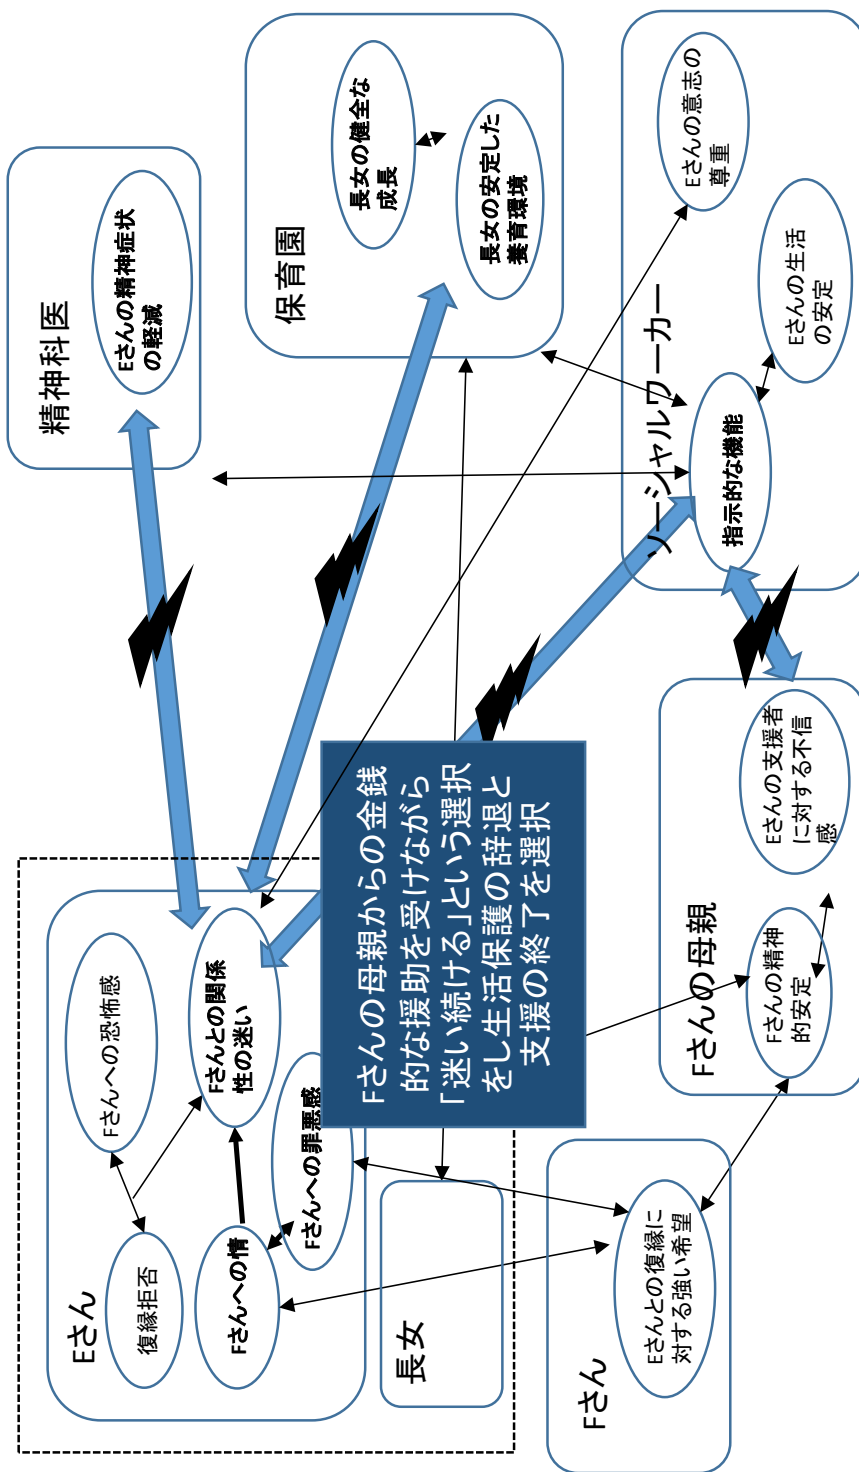 Eさん
復縁拒否
Fさんへの恐怖感
Fさんへの情
Fさんとの関係
性の迷い
Fさんへの罪悪感
長女
精神科医
Eさんの精神症状
の軽減
保育園
長女の健全な
成長
長女の安定した
養育環境
Fさんの母親からの金銭
的な援助を受けながら
「迷い続ける」という選択
をし生活保護の辞退と
支援の終了を選択
Fさん
Eさんとの復縁に
対する強い希望
Fさんの母親
Fさんの精神
的安定
Eさんの支援者
に対する不信
感
ソーシャルワーカー
指示的な機能
Eさんの意志の
尊重
Eさんの生活
の安定